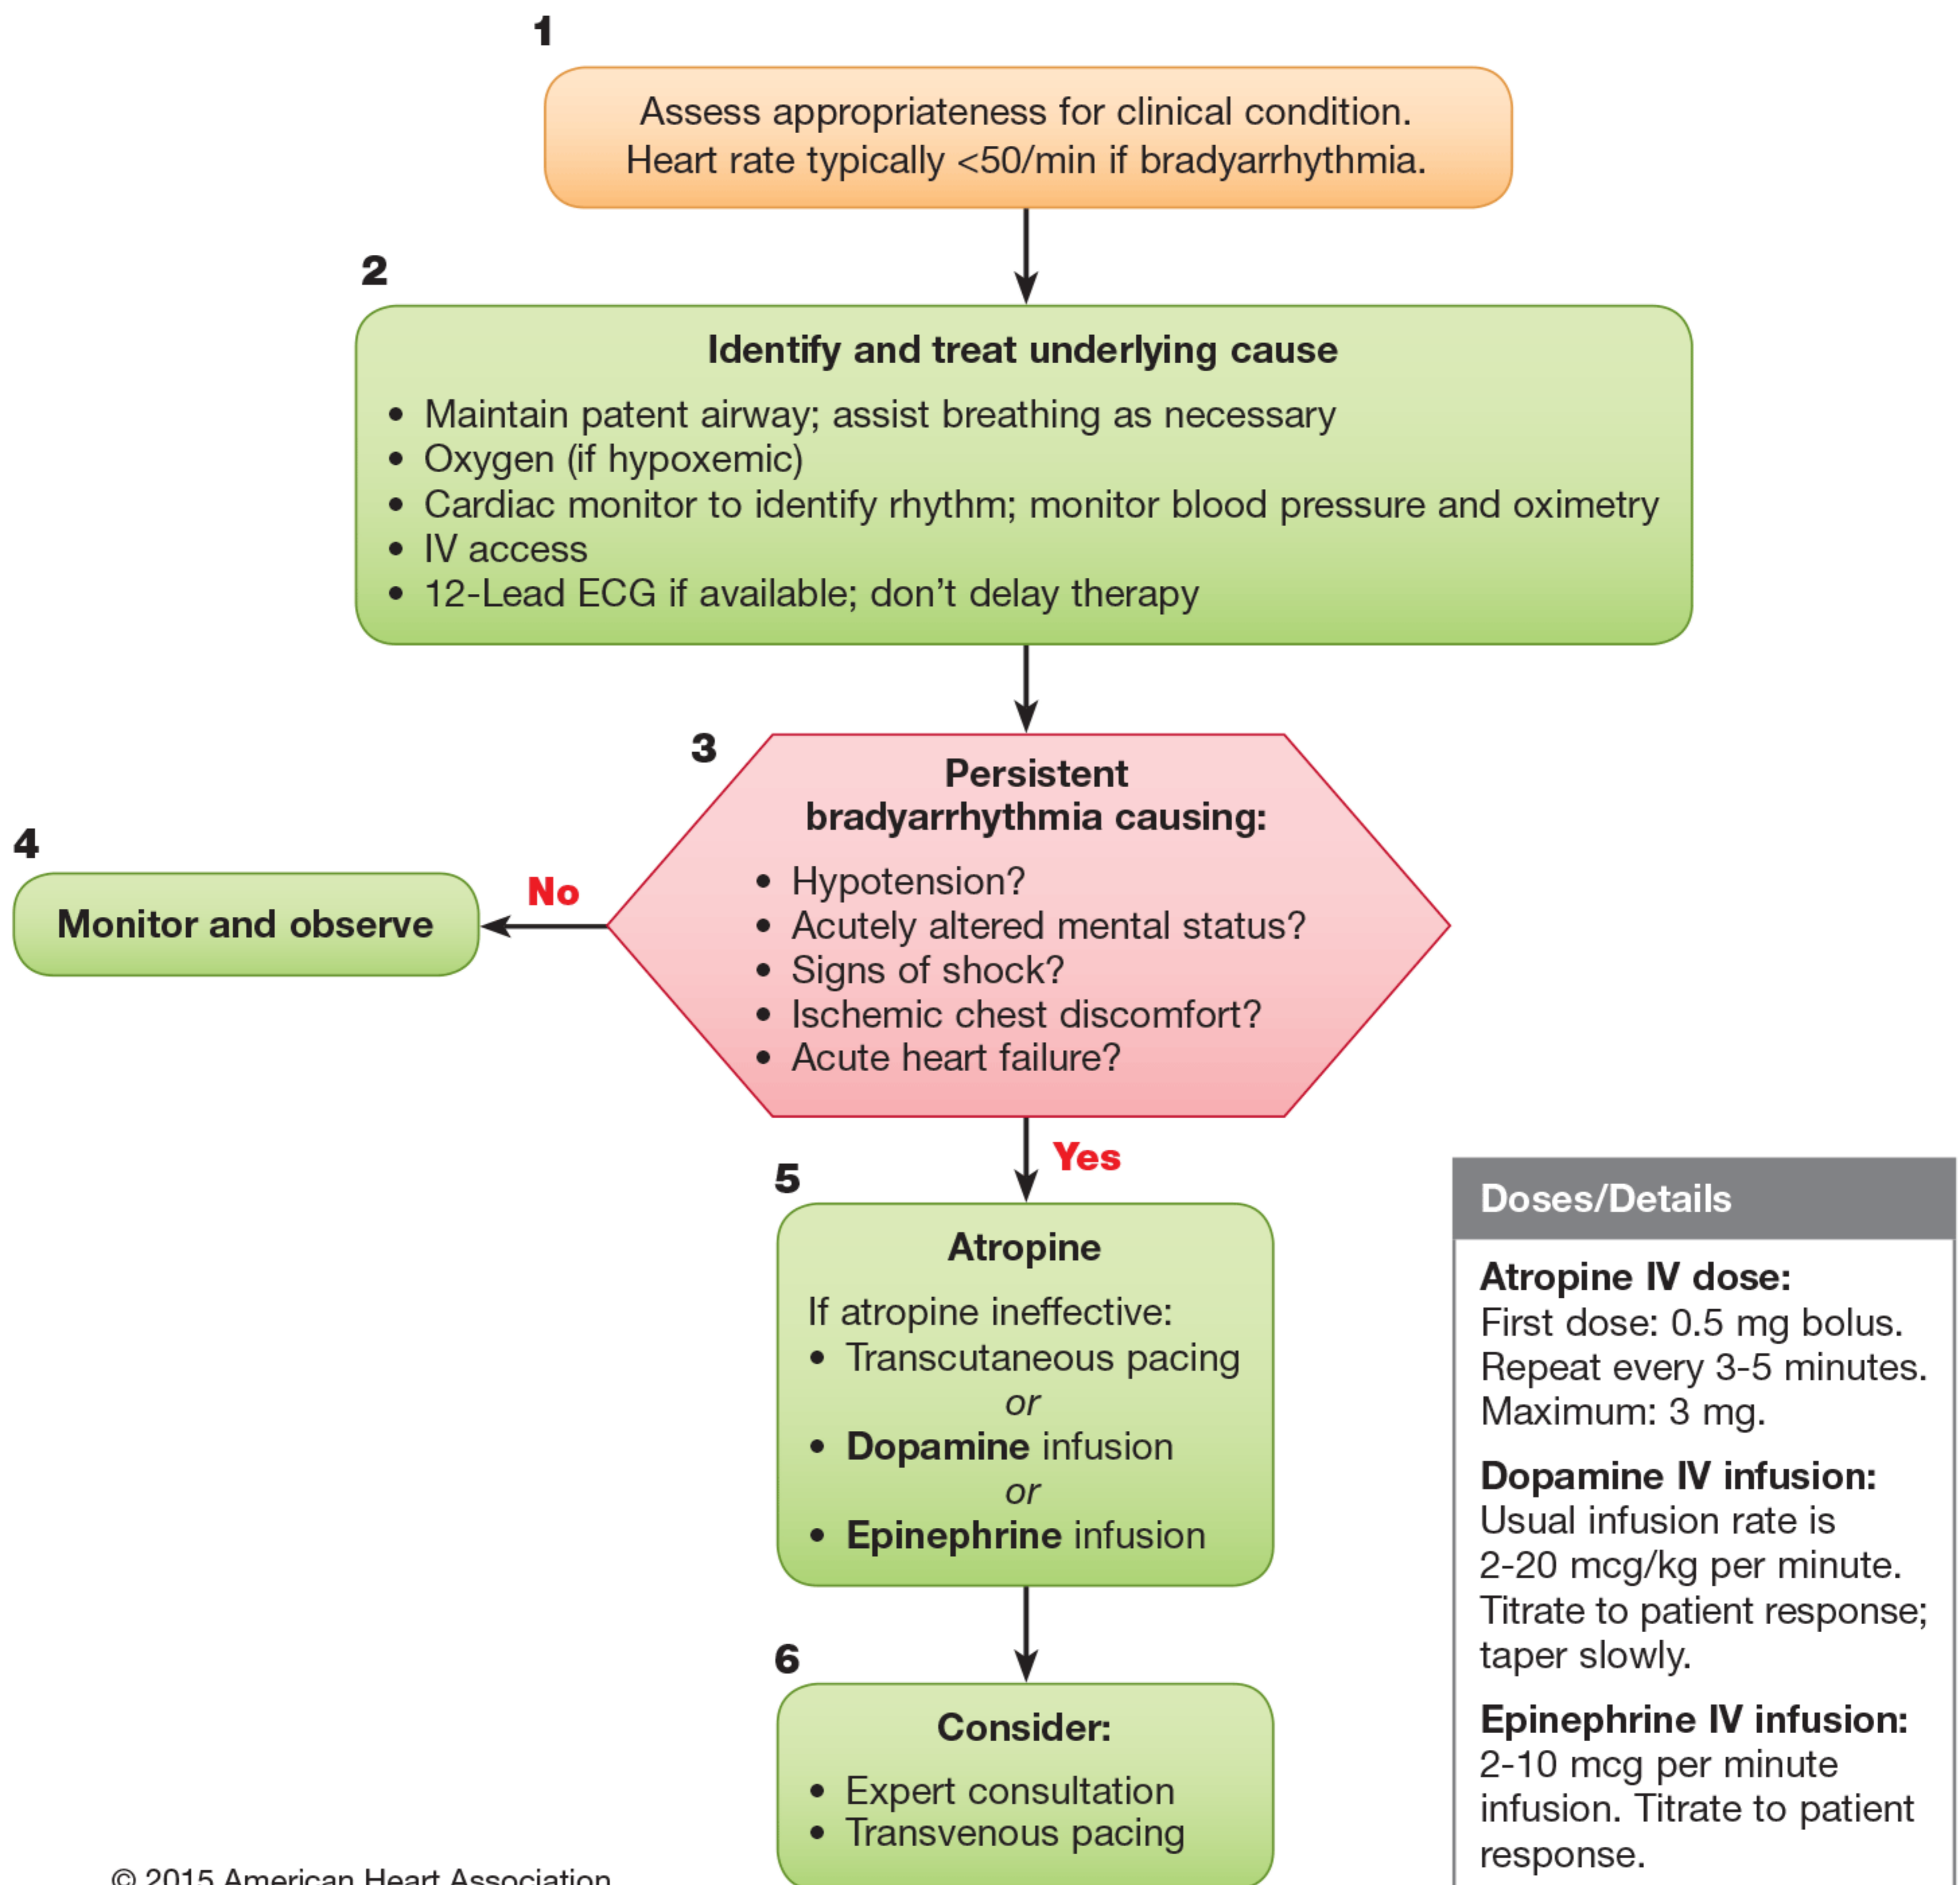 1
Assess appropriateness for clinical condition.
Heart rate typically <50/min if bradyarrhythmia.
2
Identify and treat underlying cause
• Maintain patent airway; assist breathing as necessary
• Oxygen (if hypoxemic)
• Cardiac monitor to identify rhythm; monitor blood pressure and oximetry
• IV access
• 12-Lead ECG if available; don’t delay therapy
3
Persistent
bradyarrhythmia causing:
• Hypotension?
• Acutely altered mental status?
• Signs of shock?
• Ischemic chest discomfort?
• Acute heart failure?
4
No
Monitor and observe
Yes
5
Atropine
If atropine ineffective:
• Transcutaneous pacing
or
• Dopamine infusion
or
• Epinephrine infusion
6
Consider:
• Expert consultation
• Transvenous pacing
Doses/Details
Atropine IV dose:
First dose: 0.5 mg bolus.
Repeat every 3-5 minutes.
Maximum: 3 mg.
Dopamine IV infusion:
Usual infusion rate is
2-20 mcg/kg per minute.
Titrate to patient response;
taper slowly.
Epinephrine IV infusion:
2-10 mcg per minute
infusion. Titrate to patient
response.
© 2015 American Heart Association